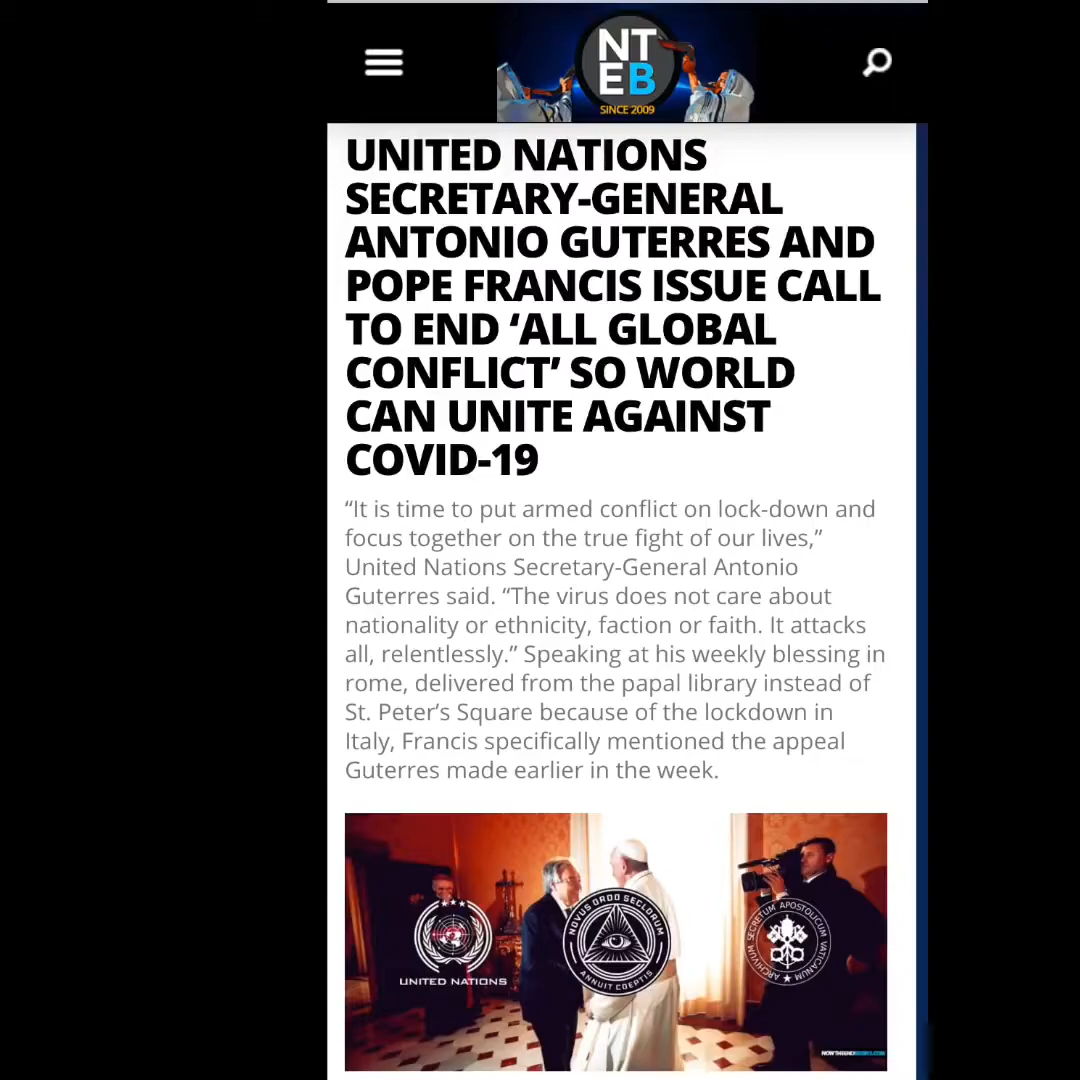 NT
EB
SINCE 2009
UNITED NATIONS
SECRETARY-GENERAL
ANTONIO GUTERRES AND
POPE FRANCIS ISSUE CALL
TO END ‘ALL GLOBAL
CONFLICT’ SO WORLD
CAN UNITE AGAINST
COVID-19
“It is time to put armed conflict on lock-down and
focus together on the true fight of our lives,”
United Nations Secretary-General Antonio
Guterres said. “The virus does not care about
nationality or ethnicity, faction or faith. It attacks
all, relentlessly.” Speaking at his weekly blessing in
rome, delivered from the papal library instead of
St. Peter’s Square because of the lockdown in
Italy, Francis specifically mentioned the appeal
Guterres made earlier in the week.
UNITED NATIONS
NOVUS ORDO SECLORUM
ANNUIT COEPTIS
ARCHIVUM SECRETUM APOSTOLICUM VATICANUM
NOWTHEENDBEGINS.COM